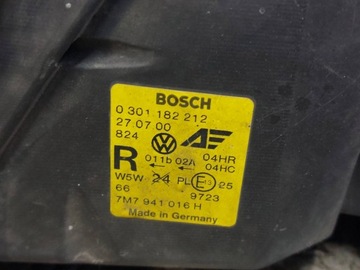 BOSCH
0 301 182 212
27 07 00
824
R 011b 02A 04HR
04HC
W5W 24 PL E 25
66 9723
7M7 941 016 H
Made in Germany